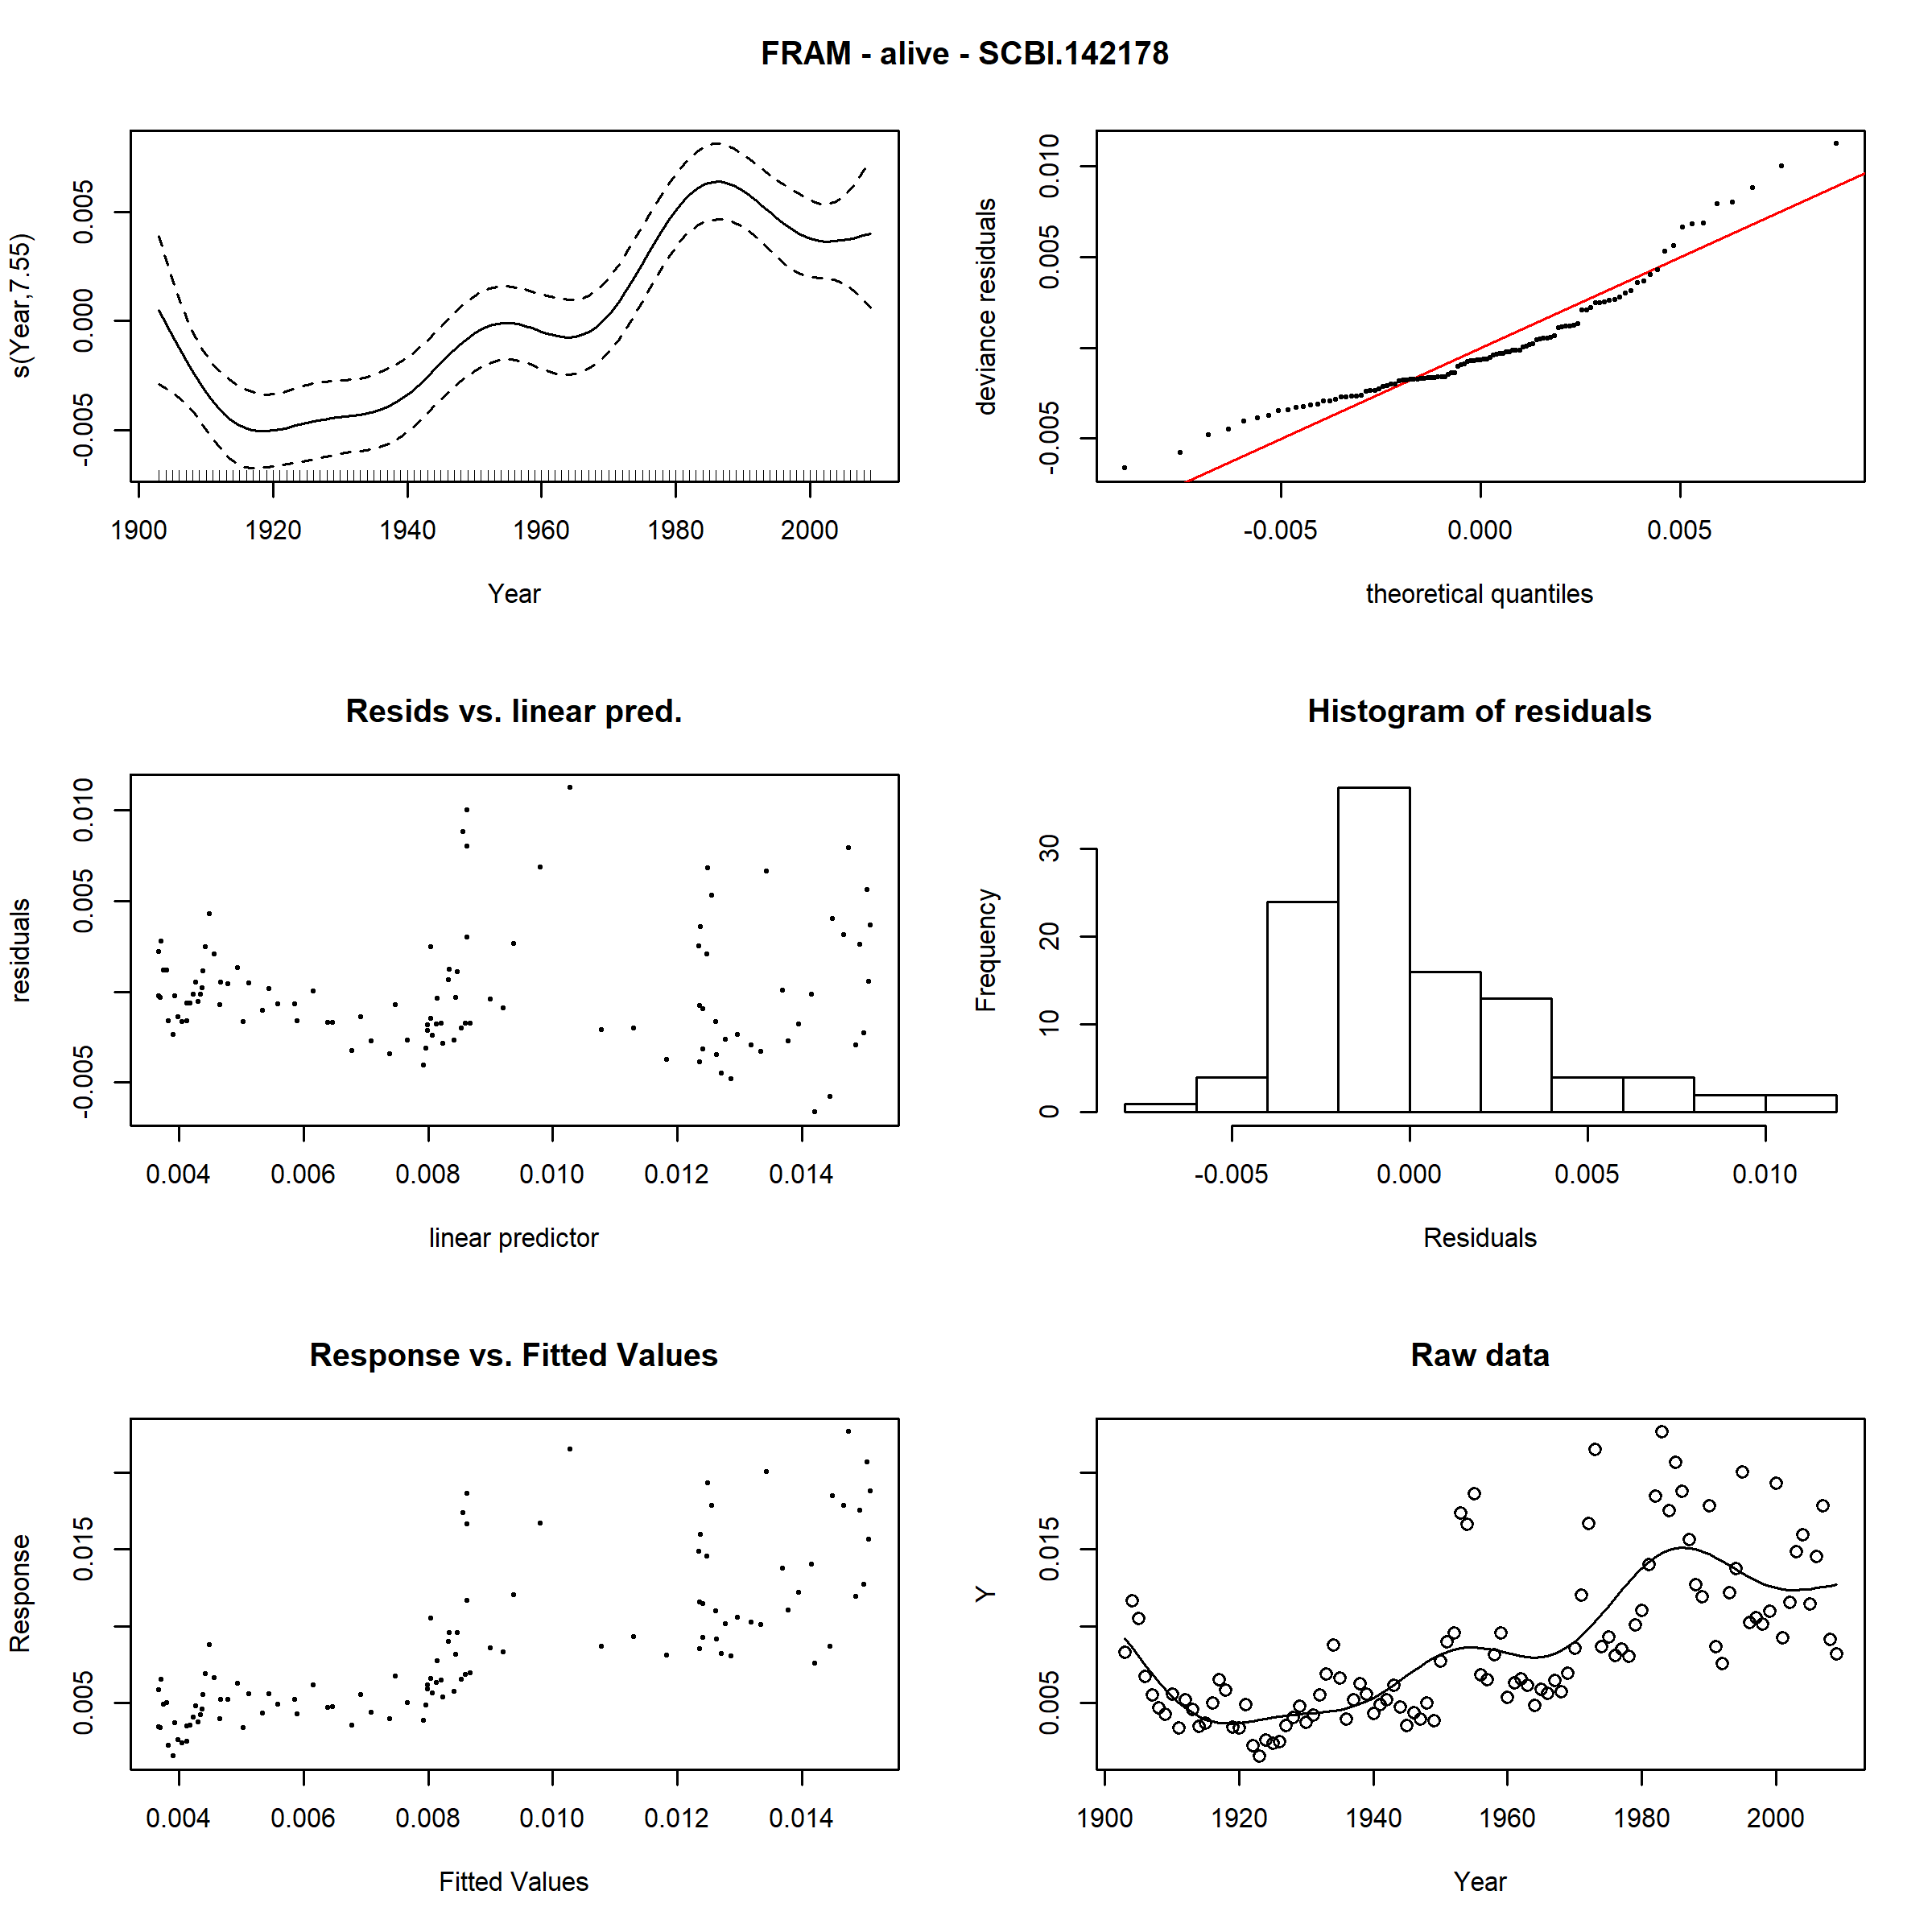 FRAM - alive - SCBI.142178
s(Year,7.55)
-0.005 0.000 0.005
1900 1920 1940 1960 1980 2000
Year
deviance residuals
-0.005 0.005 0.010
-0.005 0.000 0.005
theoretical quantiles
Resids vs. linear pred.
residuals
-0.005 0.005 0.010
0.004 0.006 0.008 0.010 0.012 0.014
linear predictor
Histogram of residuals
Frequency
0 10 20 30
-0.005 0.000 0.005 0.010
Residuals
Response vs. Fitted Values
Response
0.005 0.015
0.004 0.006 0.008 0.010 0.012 0.014
Fitted Values
Raw data
Y
0.005 0.015
1900 1920 1940 1960 1980 2000
Year